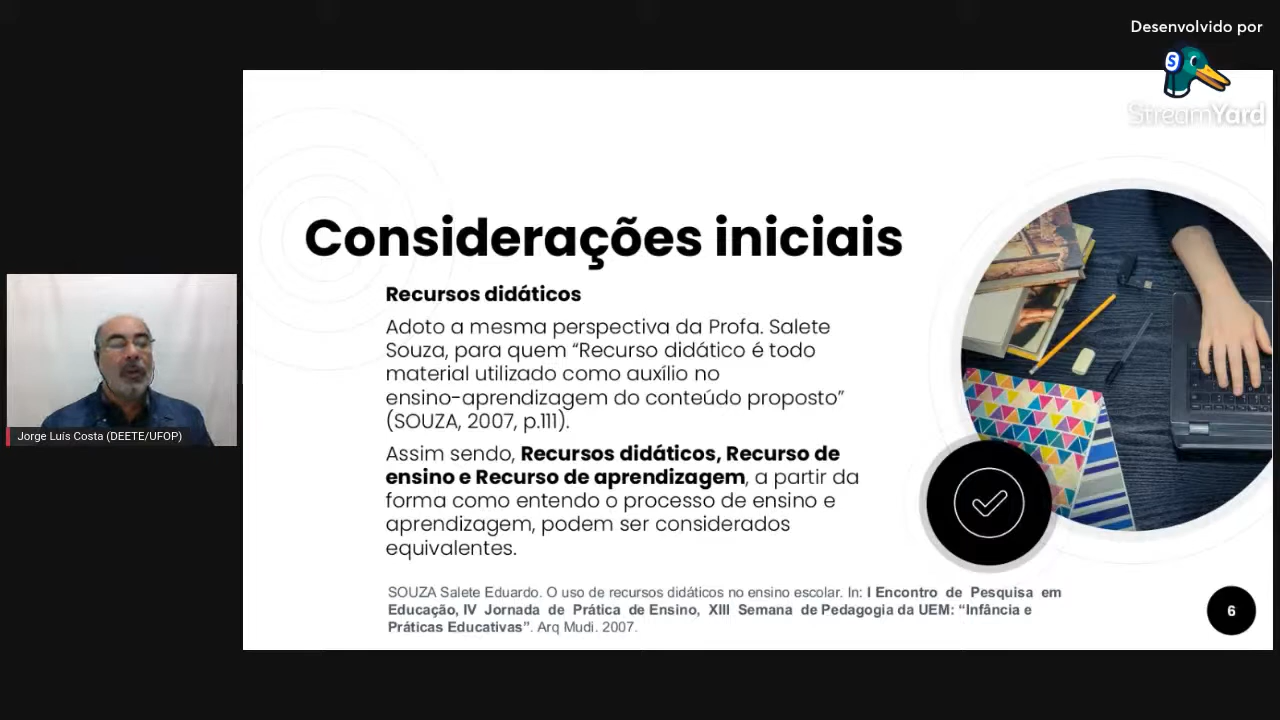 Desenvolvido por
StreamYard
Considerações iniciais
Recursos didáticos
Adoto a mesma perspectiva da Profa. Salete
Souza, para quem “Recurso didático é todo
material utilizado como auxílio no
ensino-aprendizagem do conteúdo proposto”
(SOUZA, 2007, p.111).
Assim sendo, Recursos didáticos, Recurso de
ensino e Recurso de aprendizagem, a partir da
forma como entendo o processo de ensino e
aprendizagem, podem ser considerados
equivalentes.
SOUZA Salete Eduardo. O uso de recursos didáticos no ensino escolar. In: I Encontro de Pesquisa em
Educação, IV Jornada de Prática de Ensino, XIII Semana de Pedagogia da UEM: “Infância e
Práticas Educativas”. Arq Mudi. 2007.
6
Jorge Luís Costa (DEETE/UFOP)